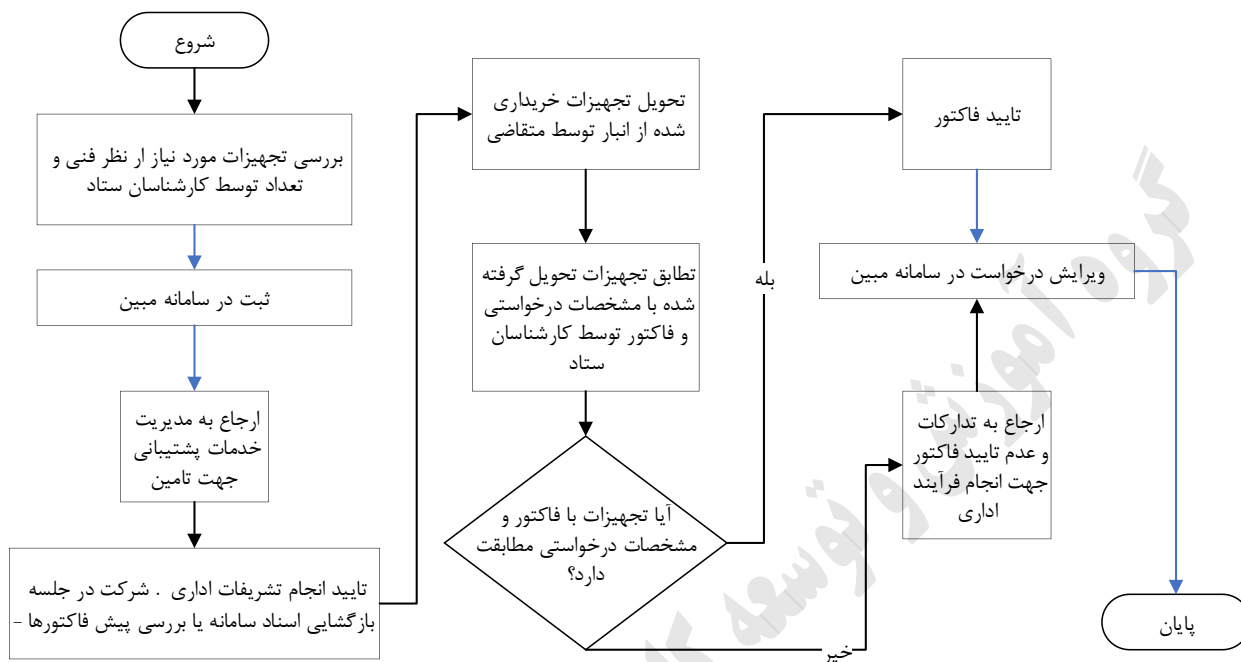 شروع
بررسی تجهیزات مورد نیاز ار نظر فنی و
تعداد توسط کارشناسان ستاد
ثبت در سامانه مبین
ارجاع به مدیریت
خدمات پشتیبانی
جهت تامین
تایید انجام تشریفات اداری . شرکت در جلسه
بازگشایی اسناد سامانه یا بررسی پیش فاکتورها -
تحویل تجهیزات خریداری
شده از انبار توسط متقاضی
تطابق تجهیزات تحویل گرفته
شده با مشخصات درخواستی
و فاکتور توسط کارشناسان
ستاد
آیا تجهیزات با فاکتور و
مشخصات درخواستی مطابقت
دارد؟
بله
خیر
تایید فاکتور
ویرایش درخواست در سامانه مبین
ارجاع به تدارکات
و عدم تایید فاکتور
جهت انجام فرآیند
اداری
پایان
گروه آموزش و توسعه